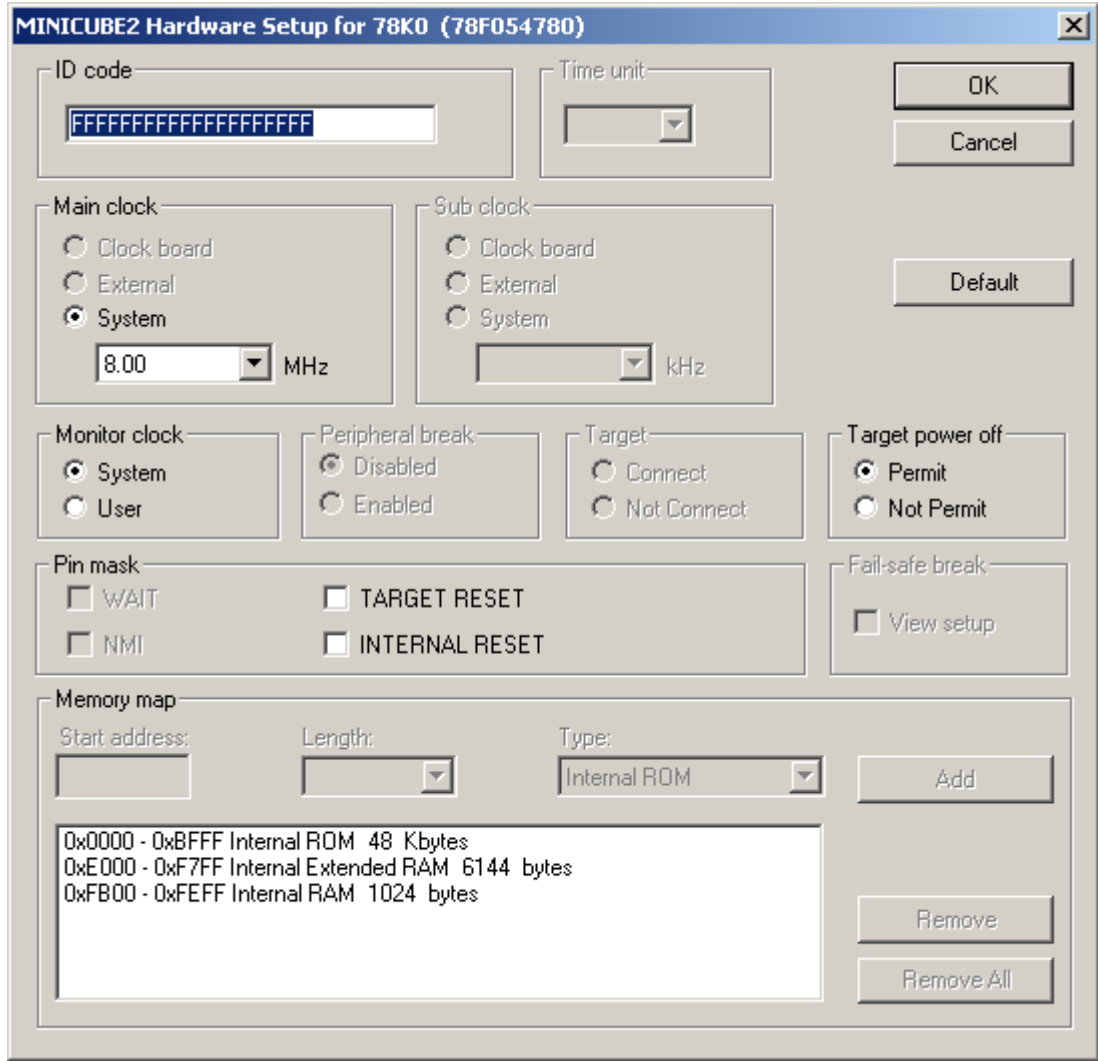 MINICUBE2 Hardware Setup for 78K0 (78F054780)
ID code
FFFFFFFFFFFFFFFFFFFF
Time unit
OK
Cancel
Main clock
Clock board
External
System
8.00 MHz
Sub clock
Clock board
External
System
kHz
Default
Monitor clock
System
User
Peripheral break
Disabled
Enabled
Target
Connect
Not Connect
Target power off
Permit
Not Permit
Pin mask
WAIT
TARGET RESET
NMI
INTERNAL RESET
Fail-safe break
View setup
Memory map
Start address:
Length:
Type:
Internal ROM
Add
0x0000 - 0xBFFF Internal ROM 48 Kbytes
0xE000 - 0xF7FF Internal Extended RAM 6144 bytes
0xFB00 - 0xFEFF Internal RAM 1024 bytes
Remove
Remove All